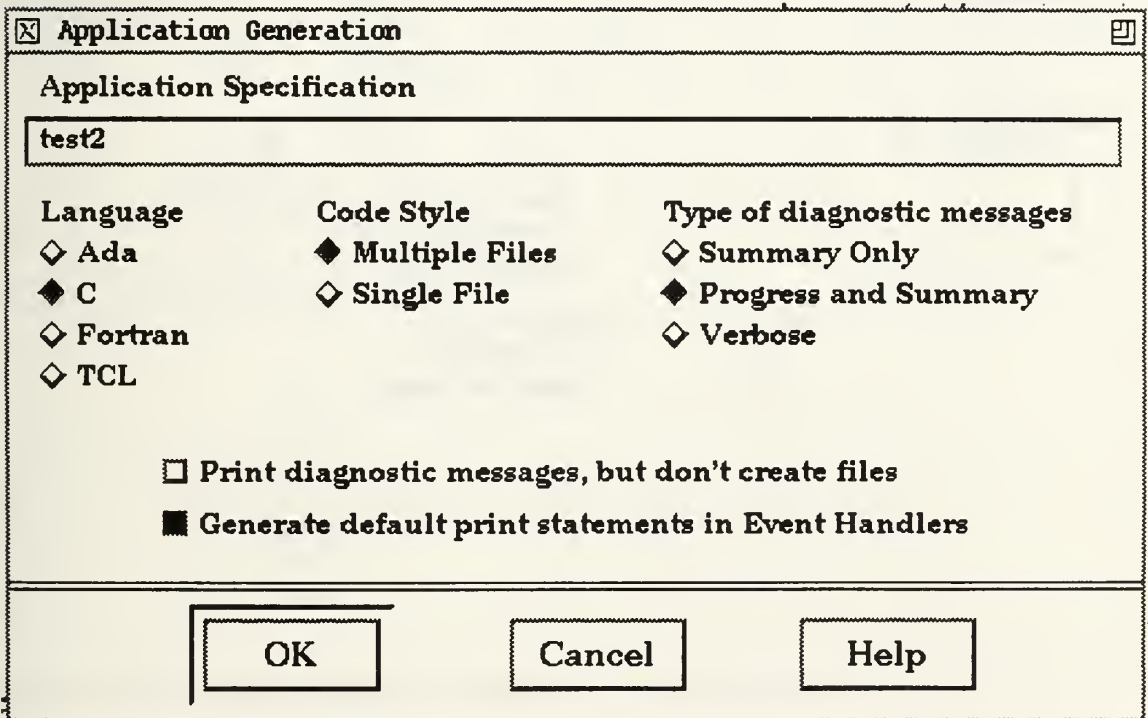 Application Generation
Application Specification
test2
Language
Ada
C
Fortran
TCL
Code Style
Multiple Files
Single File
Type of diagnostic messages
Summary Only
Progress and Summary
Verbose
Print diagnostic messages, but don't create files
Generate default print statements in Event Handlers
OK
Cancel
Help